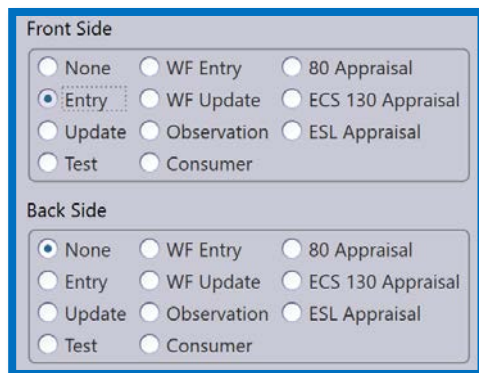 Front Side
None WF Entry 80 Appraisal
Entry WF Update ECS 130 Appraisal
Update Observation ESL Appraisal
Test Consumer
Back Side
None WF Entry 80 Appraisal
Entry WF Update ECS 130 Appraisal
Update Observation ESL Appraisal
Test Consumer